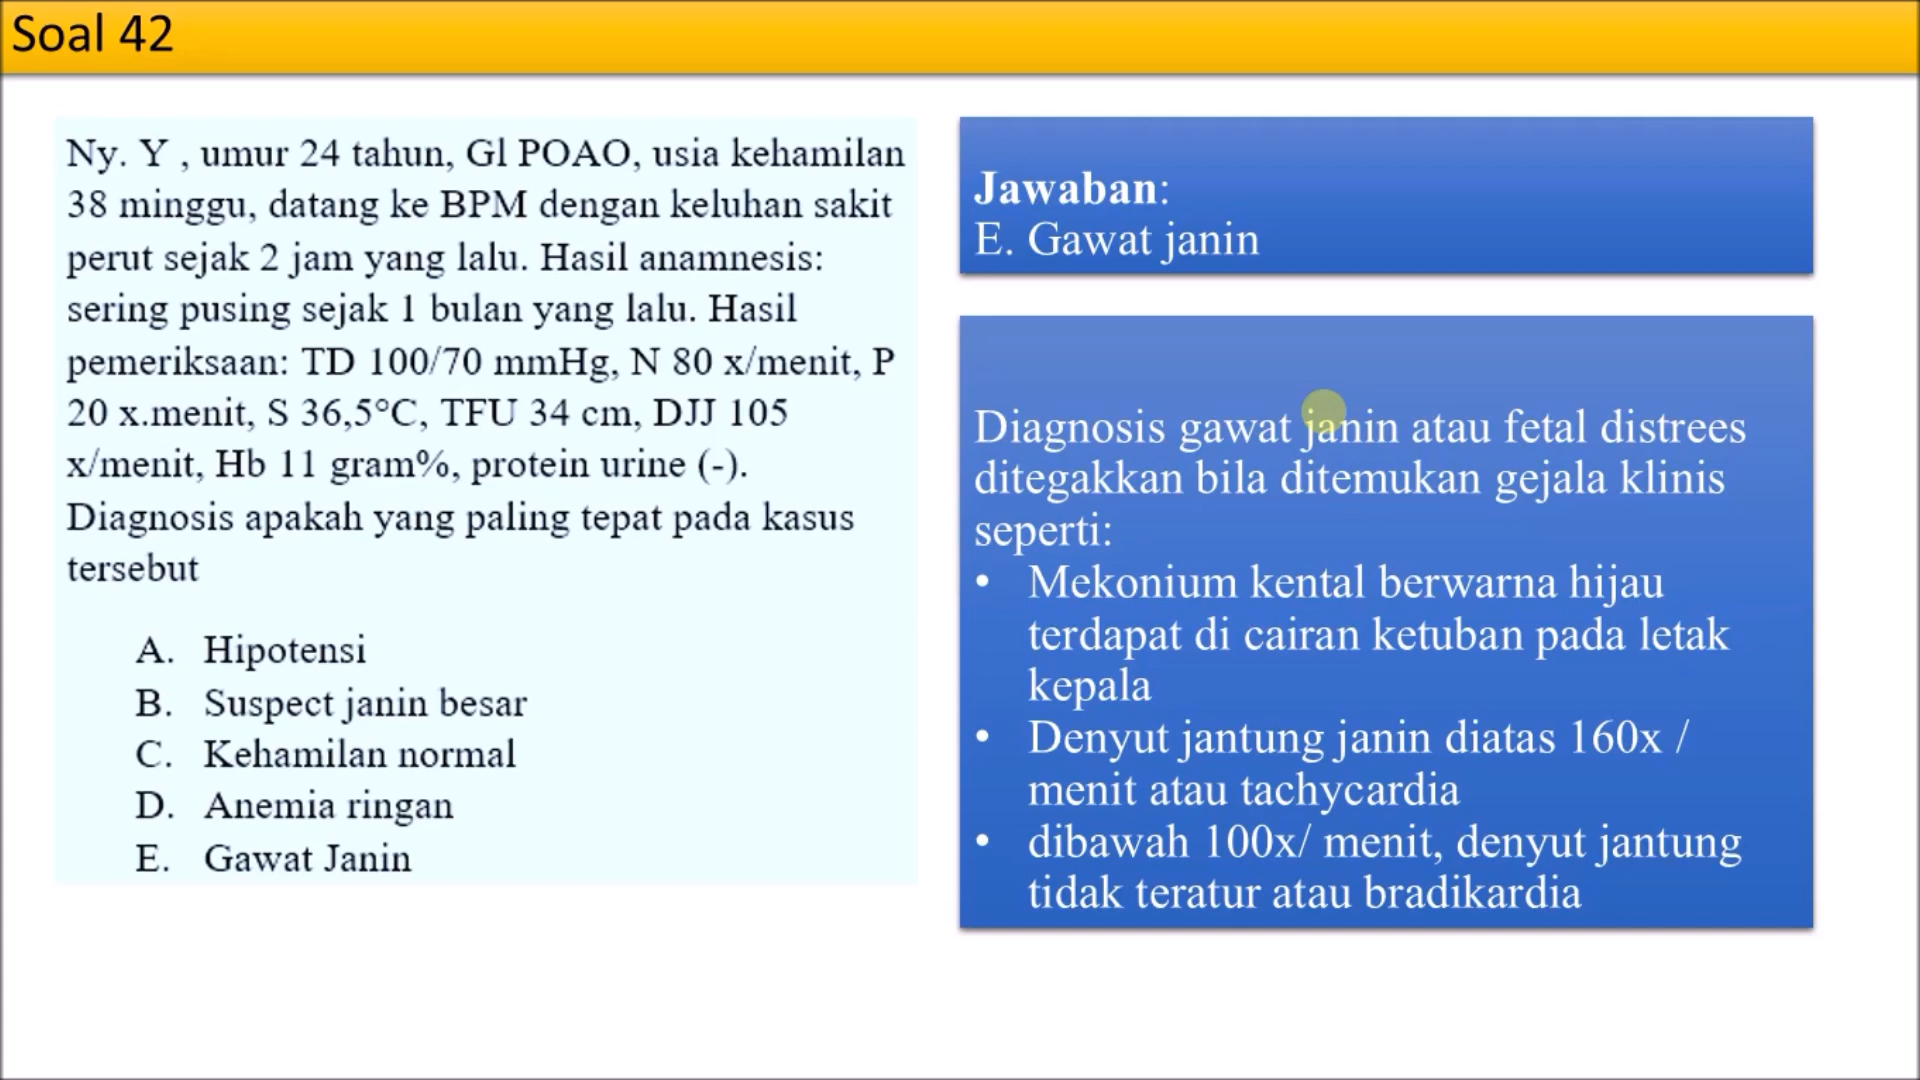 Soal 42
Ny. Y , umur 24 tahun, Gl POAO, usia kehamilan
38 minggu, datang ke BPM dengan keluhan sakit
perut sejak 2 jam yang lalu. Hasil anamnesis:
sering pusing sejak 1 bulan yang lalu. Hasil
pemeriksaan: TD 100/70 mmHg, N 80 x/menit, P
20 x.menit, S 36,5°C, TFU 34 cm, DJJ 105
x/menit, Hb 11 gram%, protein urine (-).
Diagnosis apakah yang paling tepat pada kasus
tersebut
A. Hipotensi
B. Suspect janin besar
C. Kehamilan normal
D. Anemia ringan
E. Gawat Janin
Jawaban:
E. Gawat janin
Diagnosis gawat janin atau fetal distrees
ditegakkan bila ditemukan gejala klinis
seperti:
• Mekonium kental berwarna hijau
terdapat di cairan ketuban pada letak
kepala
• Denyut jantung janin diatas 160x /
menit atau tachycardia
• dibawah 100x/ menit, denyut jantung
tidak teratur atau bradikardia